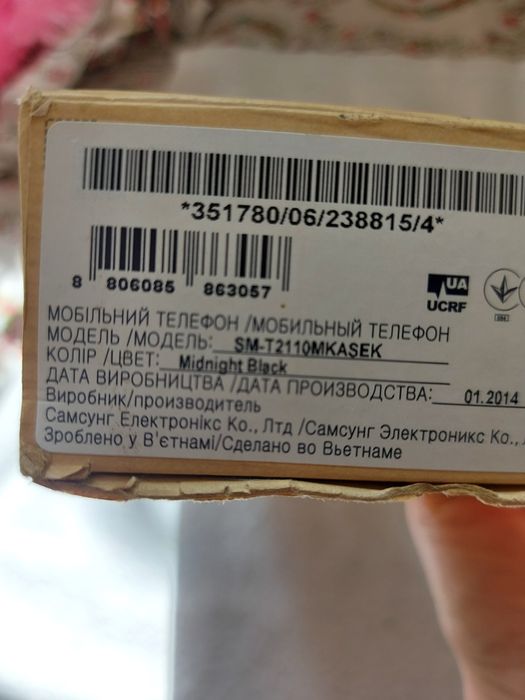 *351780/06/238815/4*
8 806085 863057
UA
UCRF
МОБІЛЬНИЙ ТЕЛЕФОН /МОБИЛЬНЫЙ ТЕЛЕФОН
МОДЕЛЬ /МОДЕЛЬ: SM-T2110MKASEK
КОЛІР /ЦВЕТ: Midnight Black
ДАТА ВИРОБНИЦТВА /ДАТА ПРОИЗВОДСТВА: 01.2014
Виробник/производитель
Самсунг Електронікс Ко., Лтд /Самсунг Электроникс Ко.,
Зроблено у В'єтнамі/Сделано во Вьетнаме